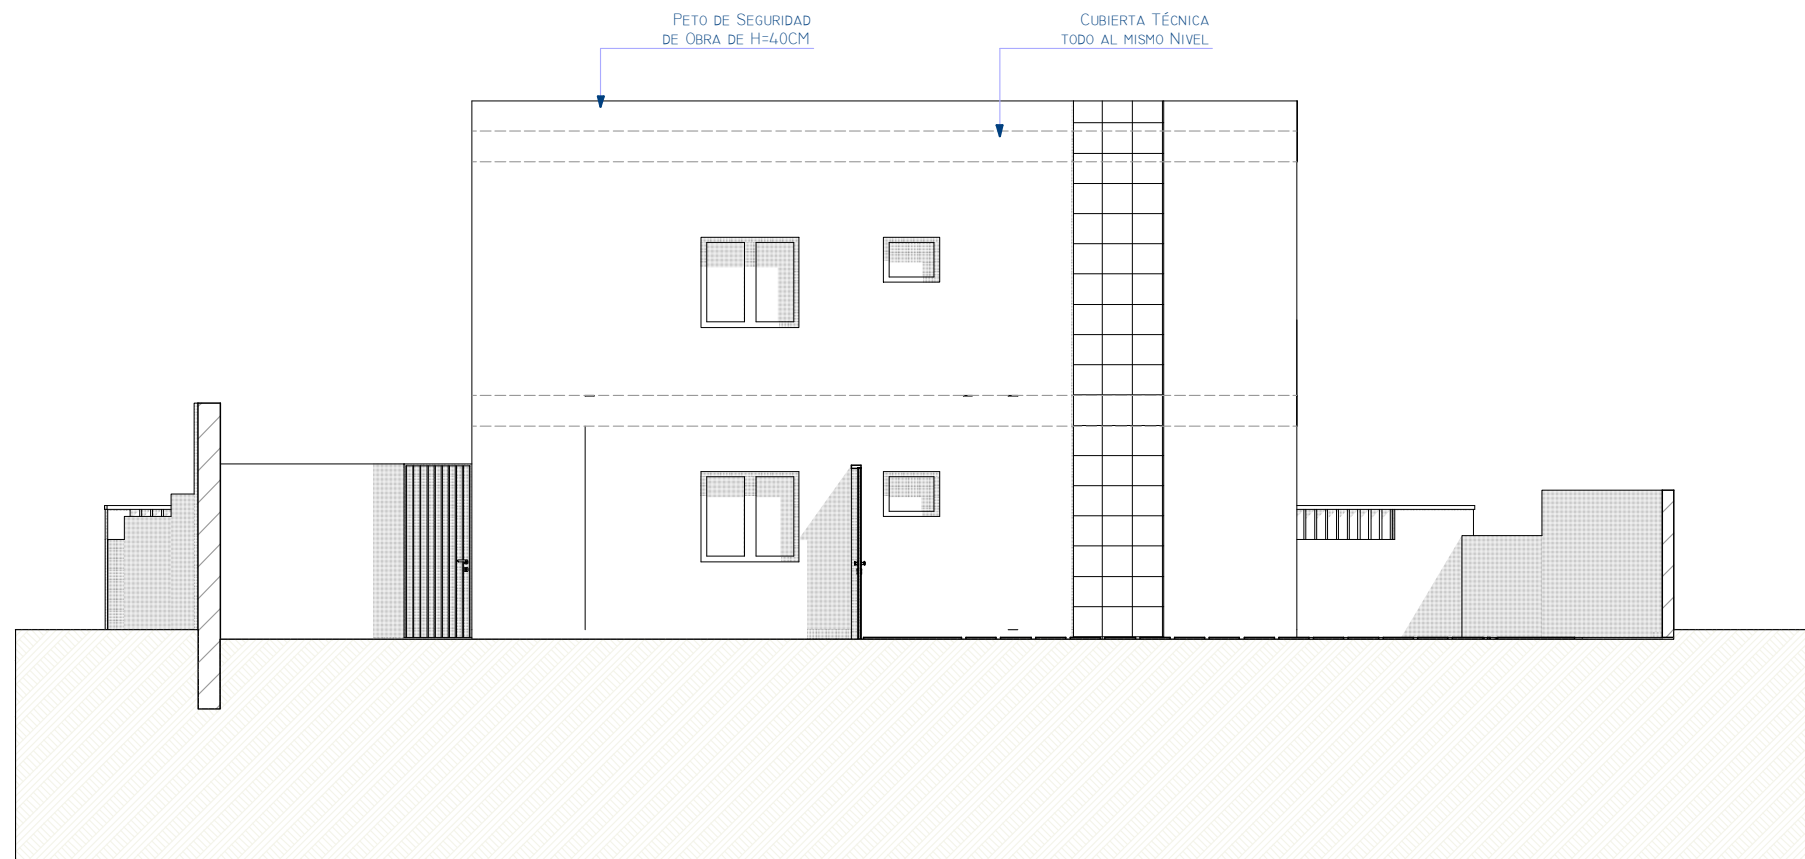 PETO DE SEGURIDAD
DE OBRA DE H=40CM
CUBIERTA TÉCNICA
TODO AL MISMO NIVEL